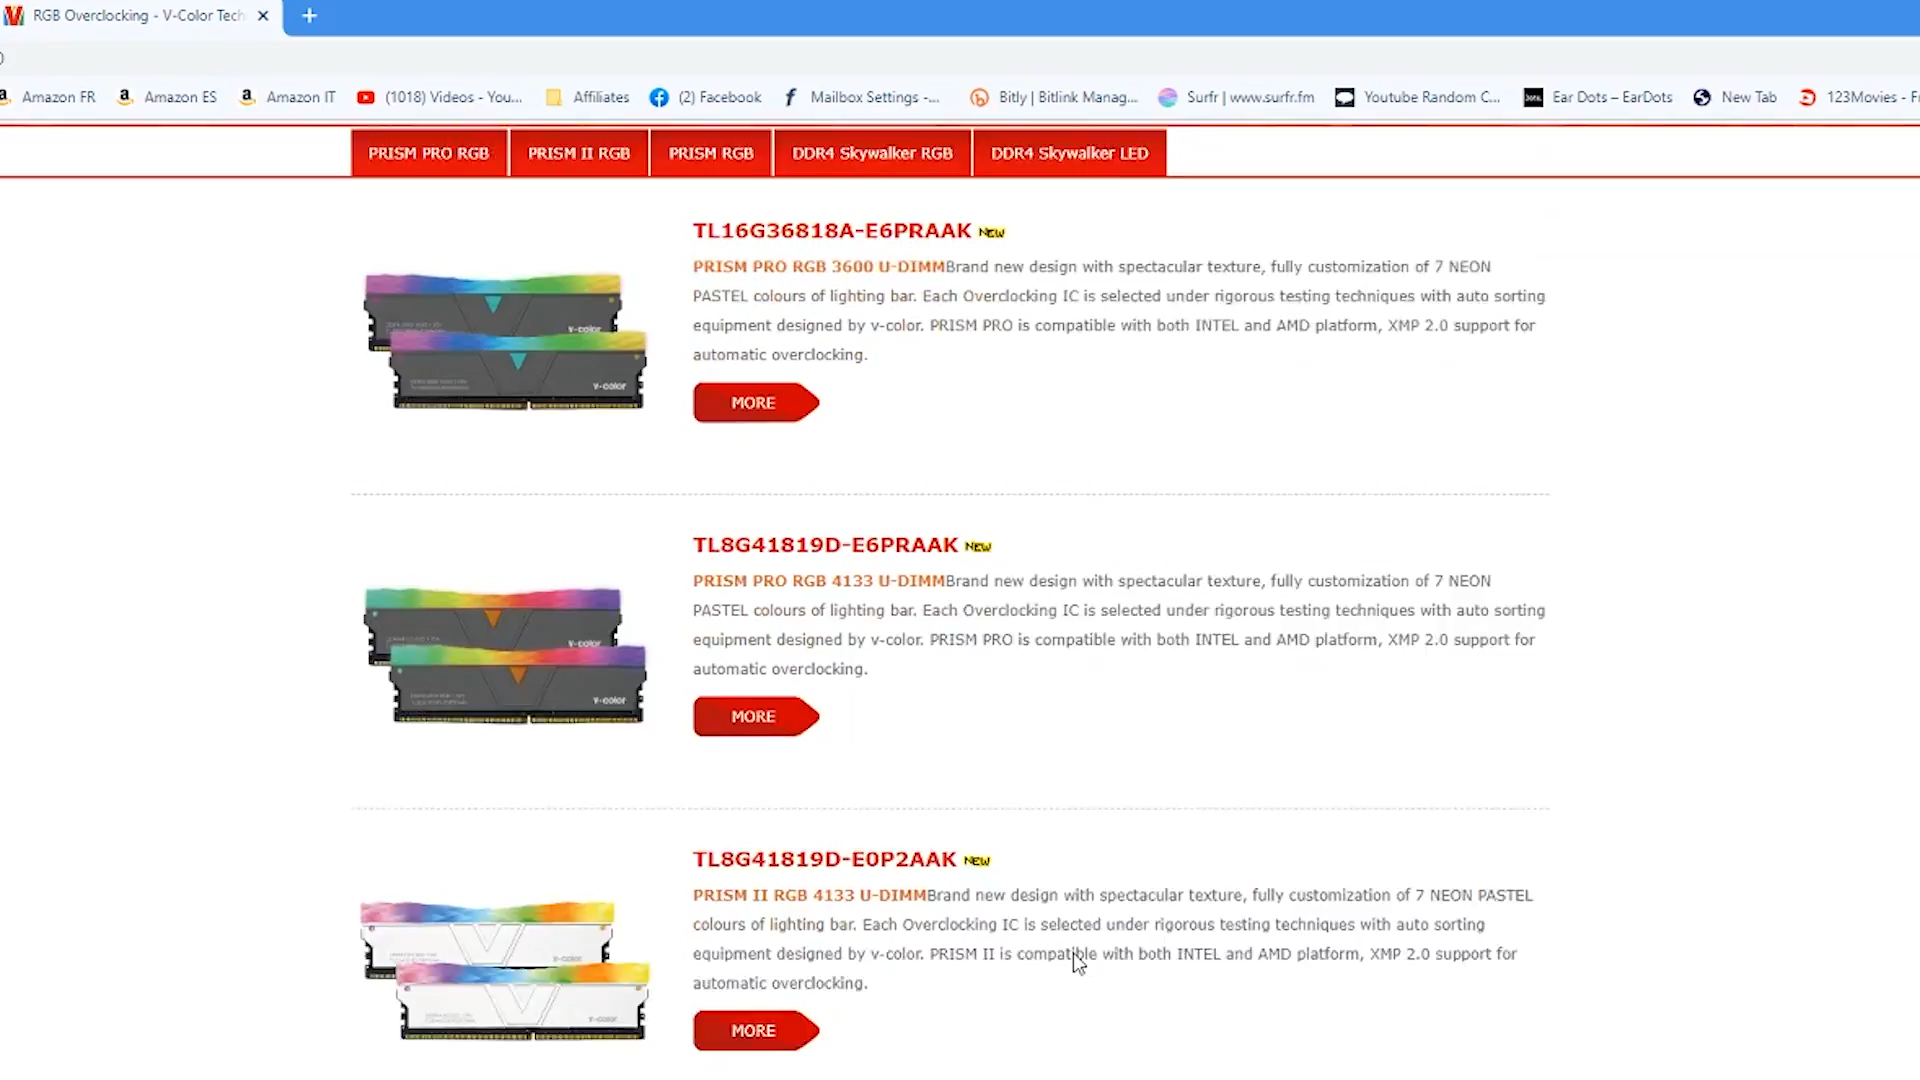 RGB Overclocking - V-Color Tech
Amazon FR
Amazon ES
Amazon IT
(1018) Videos - You...
Affiliates
(2) Facebook
Mailbox Settings -...
Bitly | Bitlink Manag...
Surfr | www.surfr.fm
Youtube Random C...
Ear Dots – EarDots
New Tab
123Movies - F
PRISM PRO RGB
PRISM II RGB
PRISM RGB
DDR4 Skywalker RGB
DDR4 Skywalker LED
TL16G36818A-E6PRAAK NEW
PRISM PRO RGB 3600 U-DIMMBrand new design with spectacular texture, fully customization of 7 NEON
PASTEL colours of lighting bar. Each Overclocking IC is selected under rigorous testing techniques with auto sorting
equipment designed by v-color. PRISM PRO is compatible with both INTEL and AMD platform, XMP 2.0 support for
automatic overclocking.
v-color
v-color
MORE
TL8G41819D-E6PRAAK NEW
PRISM PRO RGB 4133 U-DIMMBrand new design with spectacular texture, fully customization of 7 NEON
PASTEL colours of lighting bar. Each Overclocking IC is selected under rigorous testing techniques with auto sorting
equipment designed by v-color. PRISM PRO is compatible with both INTEL and AMD platform, XMP 2.0 support for
automatic overclocking.
v-color
v-color
MORE
TL8G41819D-E0P2AAK NEW
PRISM II RGB 4133 U-DIMMBrand new design with spectacular texture, fully customization of 7 NEON PASTEL
colours of lighting bar. Each Overclocking IC is selected under rigorous testing techniques with auto sorting
equipment designed by v-color. PRISM II is compatible with both INTEL and AMD platform, XMP 2.0 support for
automatic overclocking.
v-color
v-color
MORE